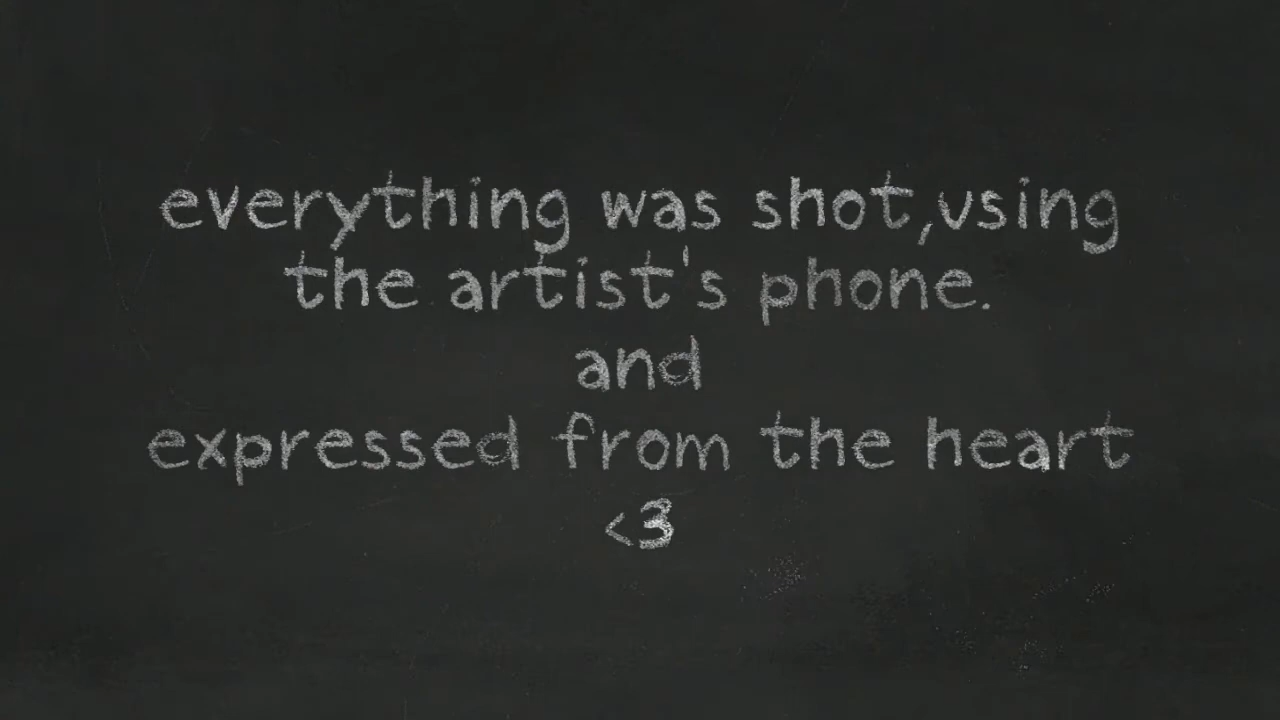 everything was shot,using
the artist's phone.
and
expressed from the heart
<3